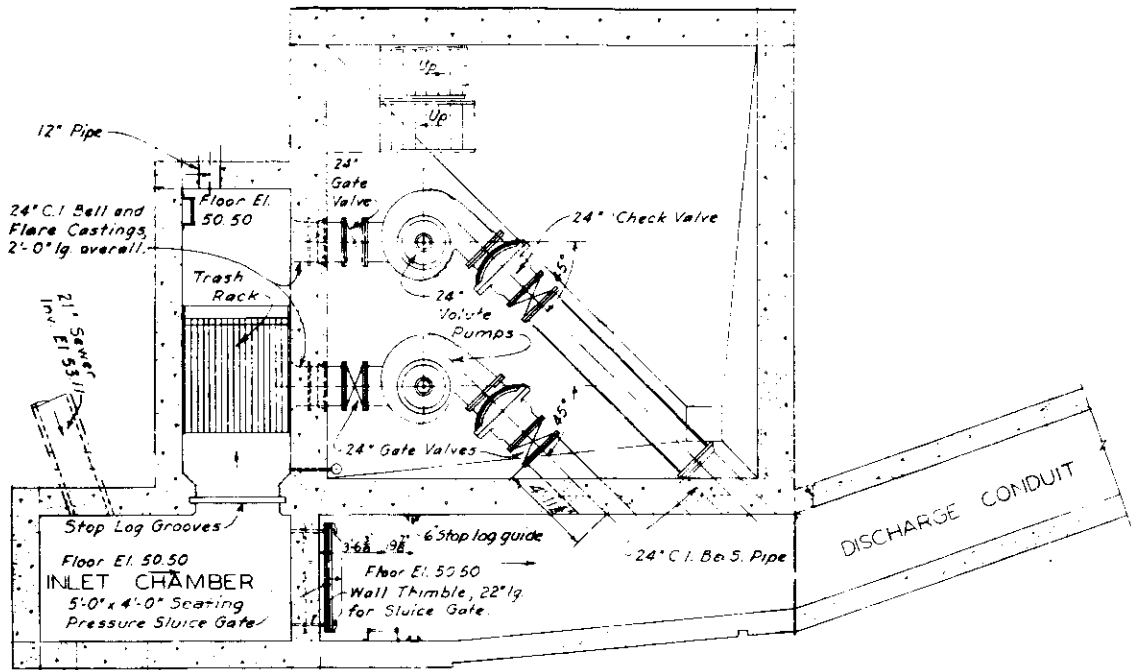 Up
Up
12" Pipe
24"
Gate
Valve
Floor El.
50.50
24" C.I. Bell and
Flare Castings,
2'-0" lg. overall.
24" Check Valve
45°
Trash
Rack
24"
Volute
Pumps
21" Sewer
Inv. El. 53.11
45°
24" Gate Valves
Stop Log Grooves
6 Stop log guide
Floor El. 50.50
INLET CHAMBER
5'-0" x 4'-0" Seating
Pressure Sluice Gate
Floor El. 50.50
Wall Thimble, 22" lg.
for Sluice Gate.
24" C.I. B&S. Pipe
DISCHARGE CONDUIT